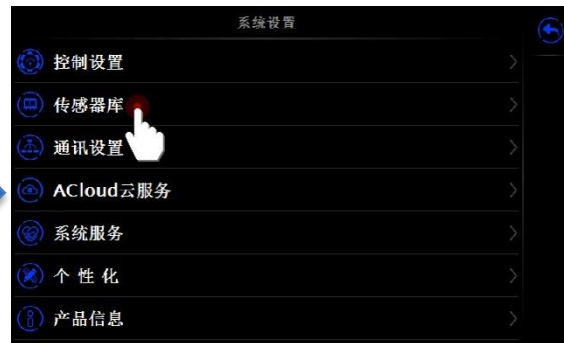 系统设置
控制设置
传感器库
通讯设置
ACloud云服务
系统服务
个 性 化
产品信息